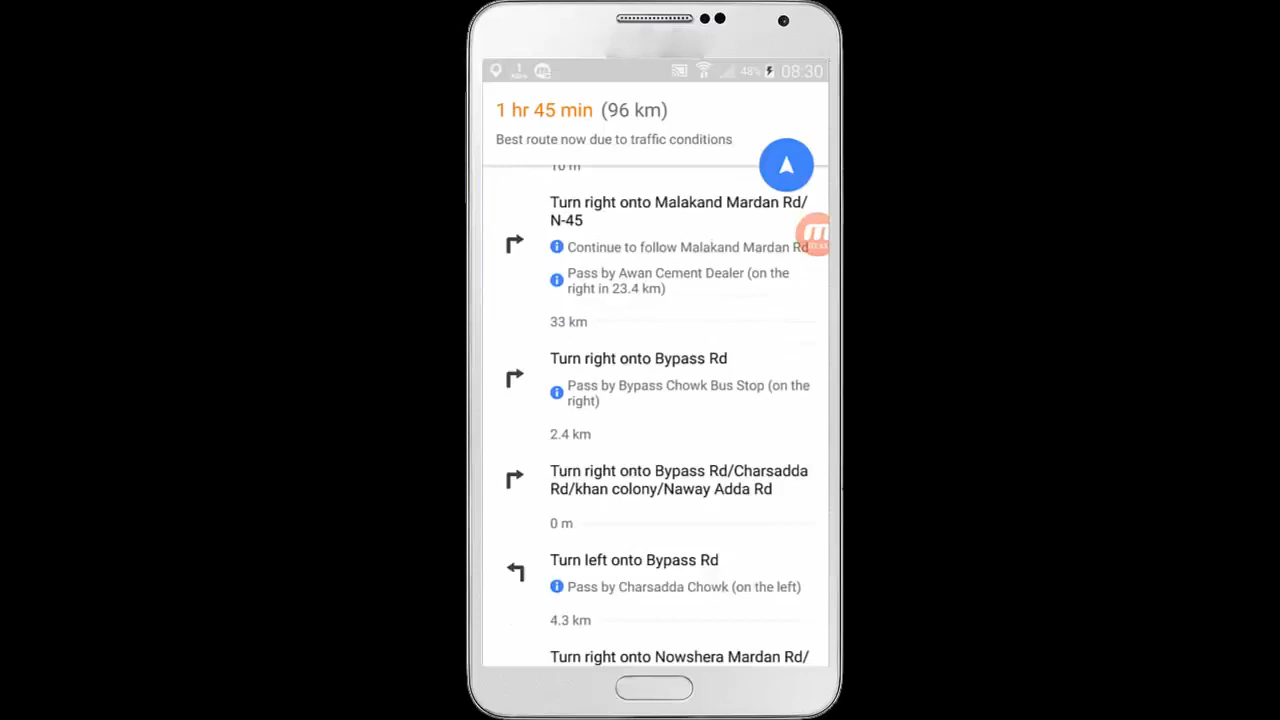 48% 08:30
1 hr 45 min (96 km)
Best route now due to traffic conditions
10 m
Turn right onto Malakand Mardan Rd/
N-45
Continue to follow Malakand Mardan Rd
Pass by Awan Cement Dealer (on the
right in 23.4 km)
33 km
Turn right onto Bypass Rd
Pass by Bypass Chowk Bus Stop (on the
right)
2.4 km
Turn right onto Bypass Rd/Charsadda
Rd/khan colony/Naway Adda Rd
0 m
Turn left onto Bypass Rd
Pass by Charsadda Chowk (on the left)
4.3 km
Turn right onto Nowshera Mardan Rd/